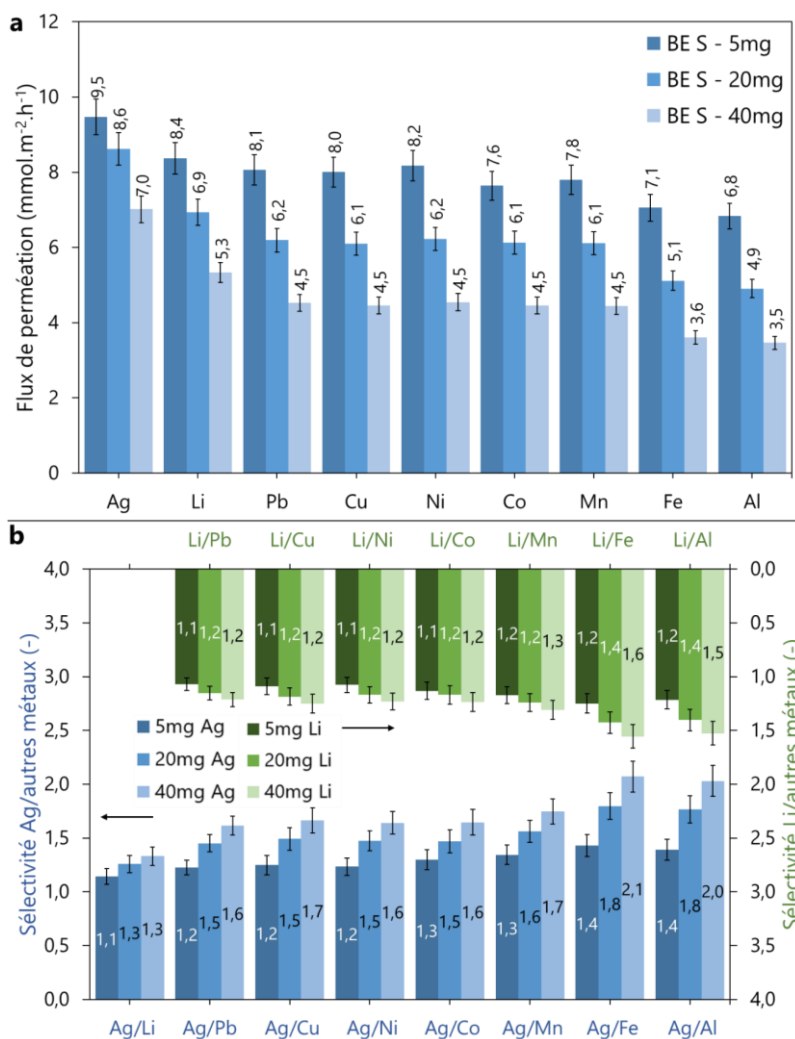 a
12
10
8
6
4
2
0
Flux de perméation (mmol.m⁻².h⁻¹)
BE S - 5mg
BE S - 20mg
BE S - 40mg
9,5 8,6 7,0
8,4 6,9 5,3
8,1 6,2 4,5
8,0 6,1 4,5
8,2 6,2 4,5
7,6 6,1 4,5
7,8 6,1 4,5
7,1 5,1 3,6
6,8 4,9 3,5
Ag Li Pb Cu Ni Co Mn Fe Al
b
Li/Pb Li/Cu Li/Ni Li/Co Li/Mn Li/Fe Li/Al
4,0
3,5
3,0
2,5
2,0
1,5
1,0
0,5
0,0
Sélectivité Ag/autres métaux (-)
1,1 1,2 1,2
1,1 1,2 1,2
1,1 1,2 1,2
1,1 1,2 1,2
1,2 1,2 1,3
1,2 1,4 1,6
1,2 1,4 1,5
5mg Ag 5mg Li
20mg Ag 20mg Li
40mg Ag 40mg Li
1,1 1,3 1,3
1,2 1,5 1,6
1,2 1,5 1,7
1,2 1,5 1,6
1,3 1,5 1,6
1,3 1,6 1,7
1,4 1,8 2,1
1,4 1,8 2,0
0,0
0,5
1,0
1,5
2,0
2,5
3,0
3,5
4,0
Sélectivité Li/autres métaux (-)
Ag/Li Ag/Pb Ag/Cu Ag/Ni Ag/Co Ag/Mn Ag/Fe Ag/Al